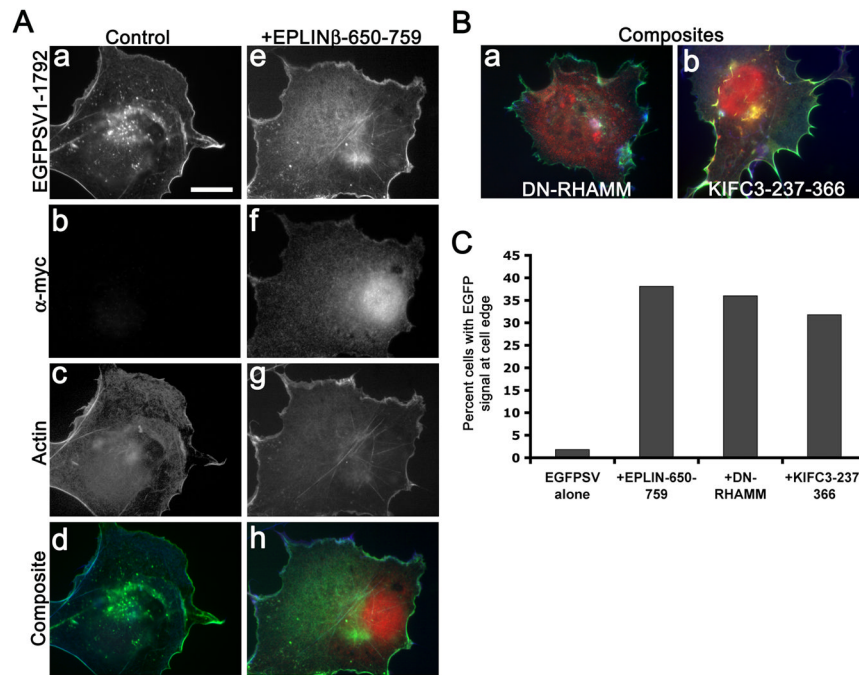 A
Control
+EPLINβ-650-759
EGFPSV1-1792
a
e
α-myc
b
f
Actin
c
g
Composite
d
h
B
Composites
a
b
DN-RHAMM
KIFC3-237-366
C
Percent cells with EGFP
signal at cell edge
45
40
35
30
25
20
15
10
5
0
EGFPSV
alone
+EPLIN-650-
759
+DN-
RHAMM
+KIFC3-237
366